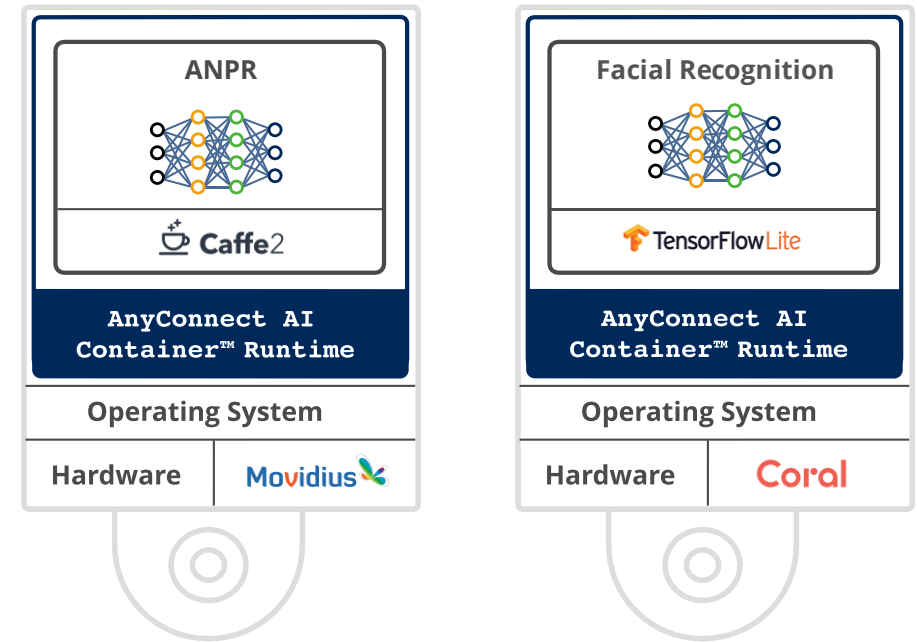 ANPR
Caffe2
AnyConnect AI
Container™ Runtime
Operating System
Hardware
Movidius
Facial Recognition
TensorFlow Lite
AnyConnect AI
Container™ Runtime
Operating System
Hardware
Coral